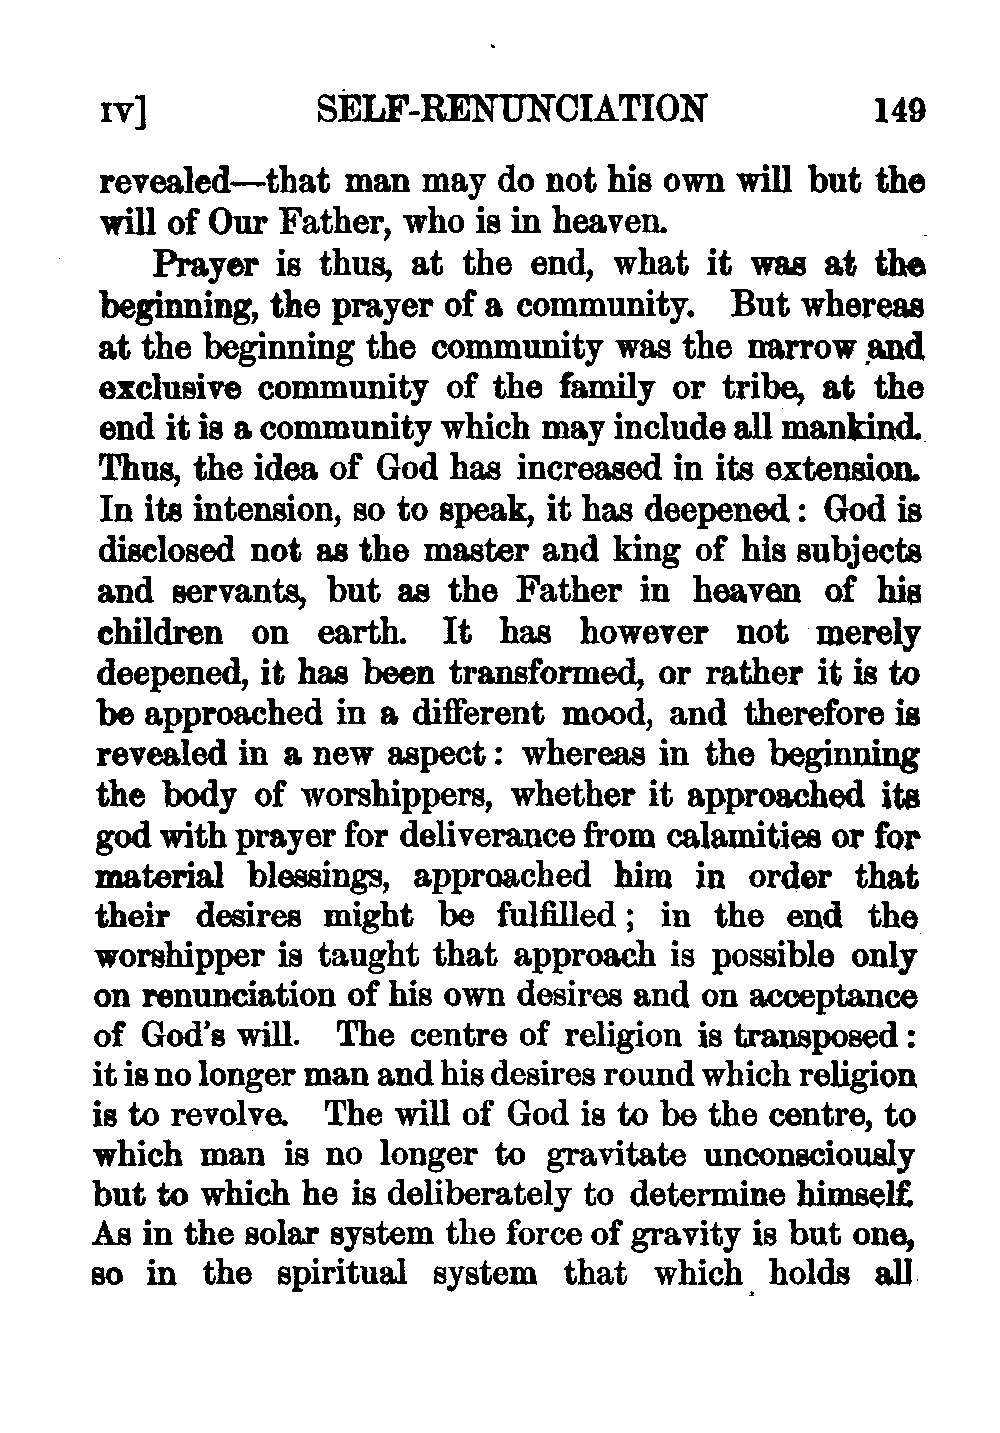 IV] SELF-RENUNCIATION 149
revealed—that man may do not his own will but the
will of Our Father, who is in heaven.
Prayer is thus, at the end, what it was at the
beginning, the prayer of a community. But whereas
at the beginning the community was the narrow and
exclusive community of the family or tribe, at the
end it is a community which may include all mankind.
Thus, the idea of God has increased in its extension.
In its intension, so to speak, it has deepened : God is
disclosed not as the master and king of his subjects
and servants, but as the Father in heaven of his
children on earth. It has however not merely
deepened, it has been transformed, or rather it is to
be approached in a different mood, and therefore is
revealed in a new aspect : whereas in the beginning
the body of worshippers, whether it approached its
god with prayer for deliverance from calamities or for
material blessings, approached him in order that
their desires might be fulfilled ; in the end the
worshipper is taught that approach is possible only
on renunciation of his own desires and on acceptance
of God's will. The centre of religion is transposed :
it is no longer man and his desires round which religion
is to revolve. The will of God is to be the centre, to
which man is no longer to gravitate unconsciously
but to which he is deliberately to determine himself.
As in the solar system the force of gravity is but one,
so in the spiritual system that which holds all